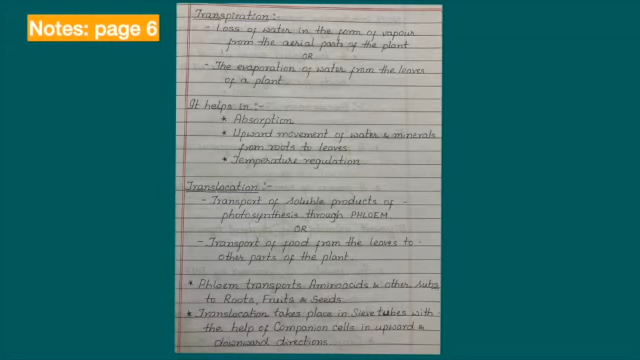 Notes: page 6
Transpiration:-
- Loss of water in the form of vapour
from the aerial parts of the plant
OR
- The evaporation of water from the leaves
of a plant.
It helps in:-
* Absorption
* Upward movement of water & minerals
from roots to leaves.
* Temperature regulation
Translocation:-
- Transport of soluble products of -
photosynthesis through PHLOEM
OR
- Transport of food from the leaves to -
other parts of the plant.
* Phloem transports Aminoacids & other subs
to Roots, Fruits & Seeds.
* Translocation takes place in Sieve tubes with
the help of Companion cells in upward &
downward directions.